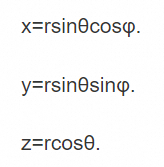 x=rsinθcosφ.
y=rsinθsinφ.
z=rcosθ.